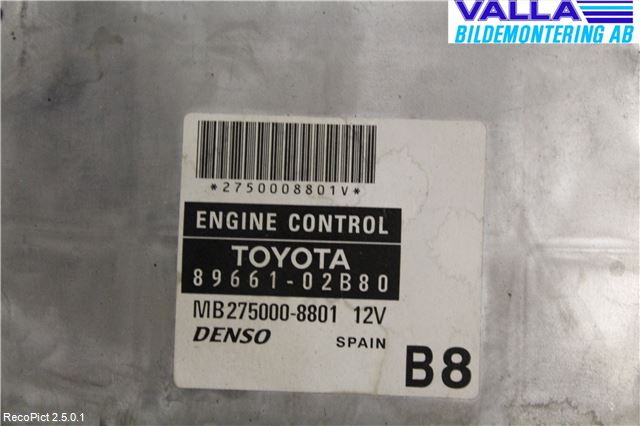 VALLA
BILDEMONTERING AB
*2750008801V*
ENGINE CONTROL
TOYOTA
89661-02B80
MB275000-8801 12V
DENSO SPAIN
B8
RecoPict 2.5.0.1